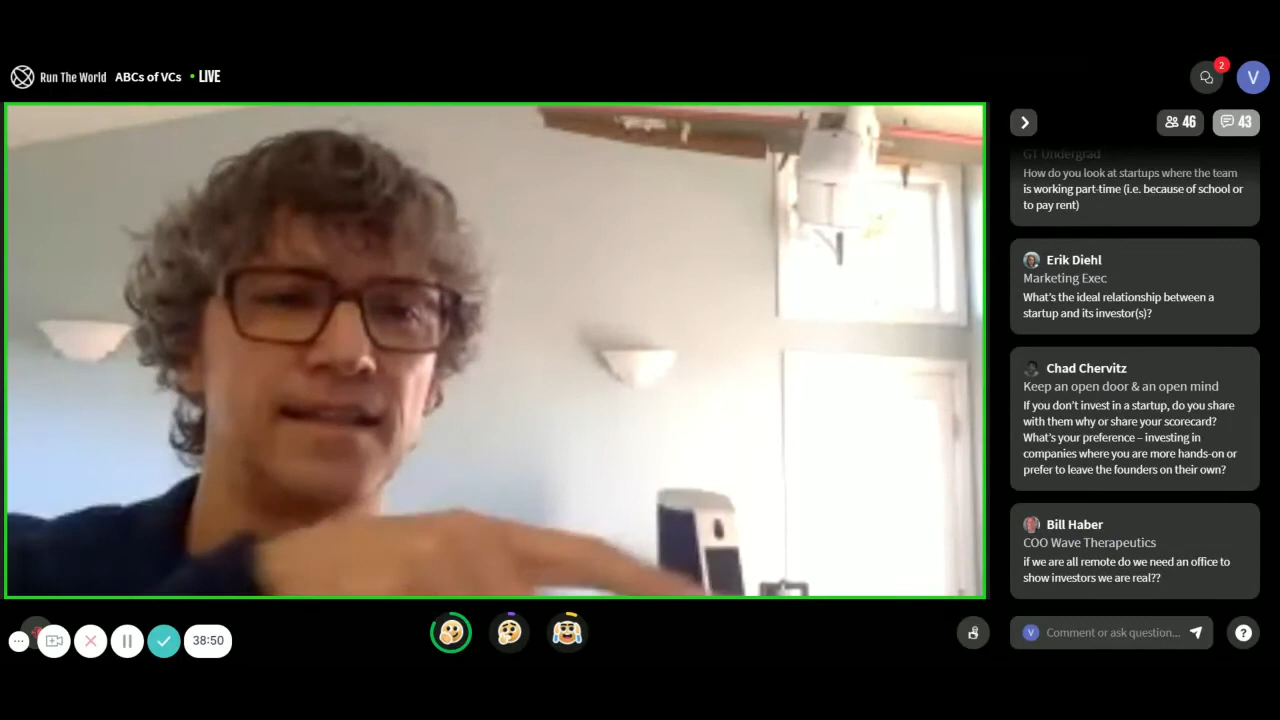 Run The World ABCs of VCs • LIVE
2
V
46
43
GT Undergrad
How do you look at startups where the team
is working part-time (i.e. because of school or
to pay rent)
Erik Diehl
Marketing Exec
What's the ideal relationship between a
startup and its investor(s)?
Chad Chervitz
Keep an open door & an open mind
If you don't invest in a startup, do you share
with them why or share your scorecard?
What's your preference – investing in
companies where you are more hands-on or
prefer to leave the founders on their own?
Bill Haber
COO Wave Therapeutics
if we are all remote do we need an office to
show investors we are real??
38:50
V Comment or ask question...
?